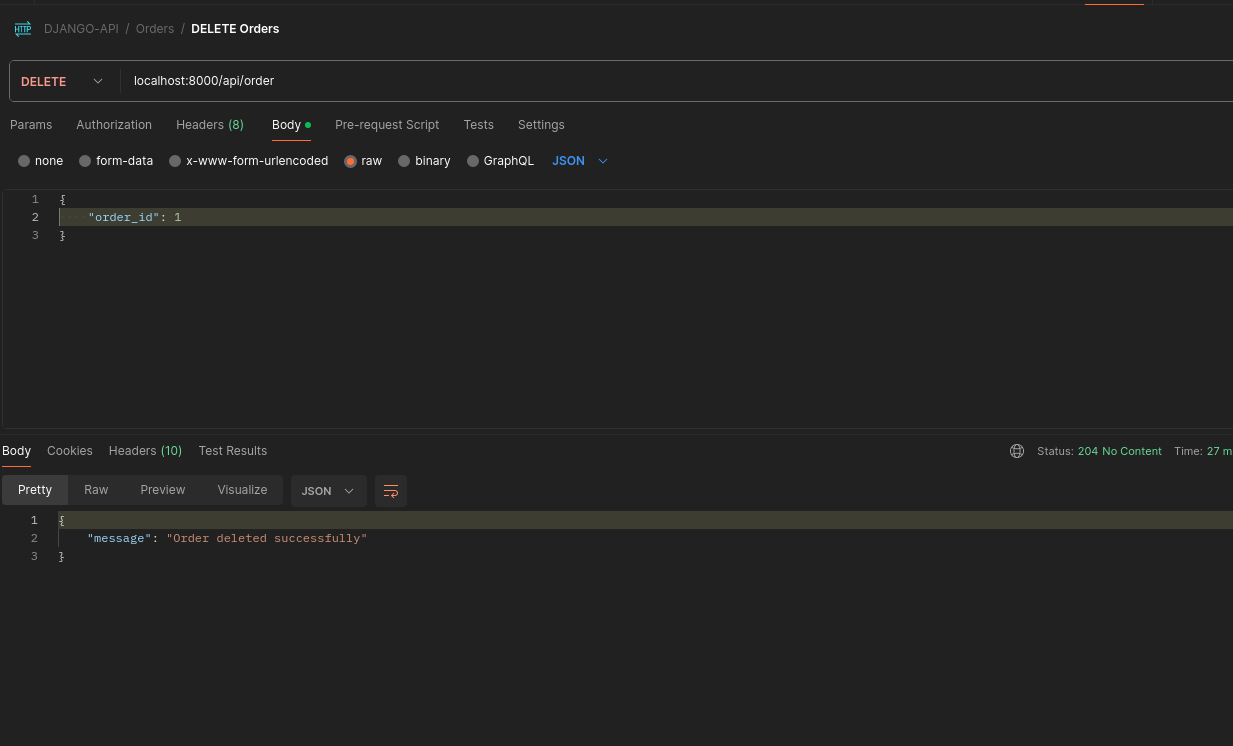 HTTP DJANGO-API / Orders / DELETE Orders
DELETE localhost:8000/api/order
Params Authorization Headers (8) Body Pre-request Script Tests Settings
none form-data x-www-form-urlencoded raw binary GraphQL JSON
1 {
2 "order_id": 1
3 }
Body Cookies Headers (10) Test Results Status: 204 No Content Time: 27 m
Pretty Raw Preview Visualize JSON
1 {
2 "message": "Order deleted successfully"
3 }